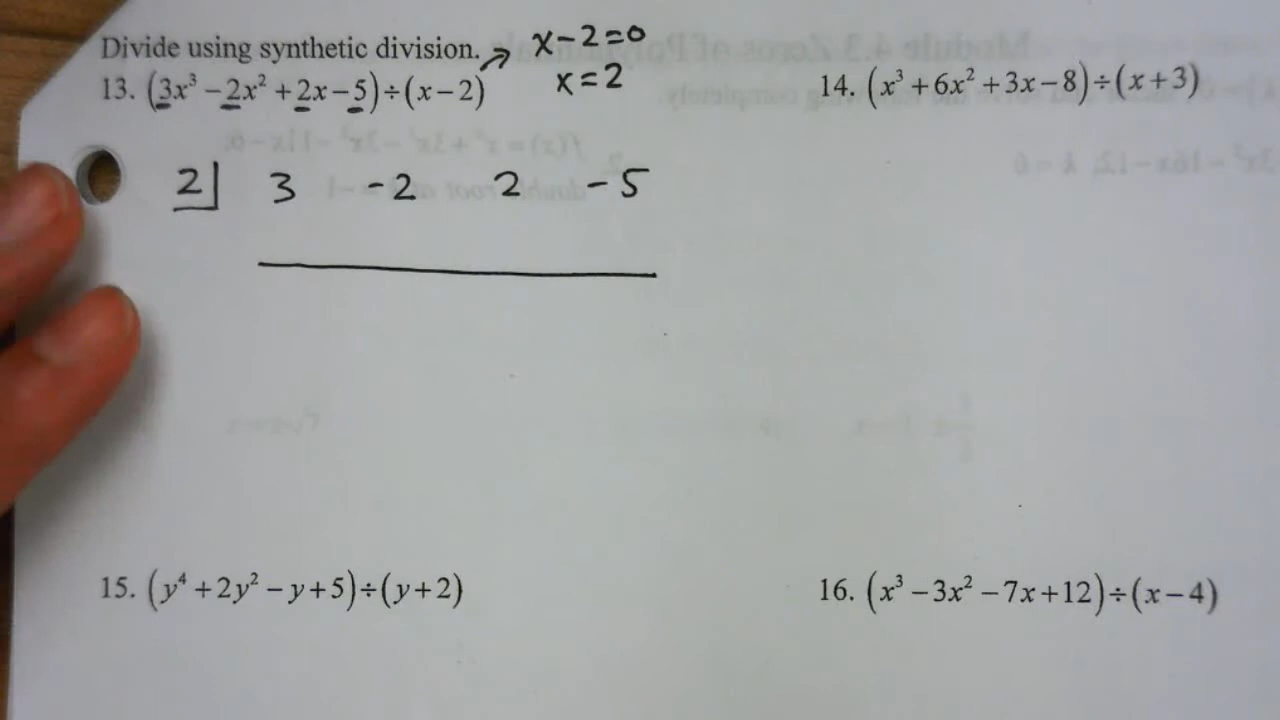 Divide using synthetic division. → x-2=0
13. (3x³ − 2x² + 2x − 5) ÷ (x − 2) x=2
14. (x³ + 6x² + 3x − 8) ÷ (x + 3)
2 3 -2 2 -5
15. (y⁴ + 2y² − y + 5) ÷ (y + 2)
16. (x³ − 3x² − 7x + 12) ÷ (x − 4)